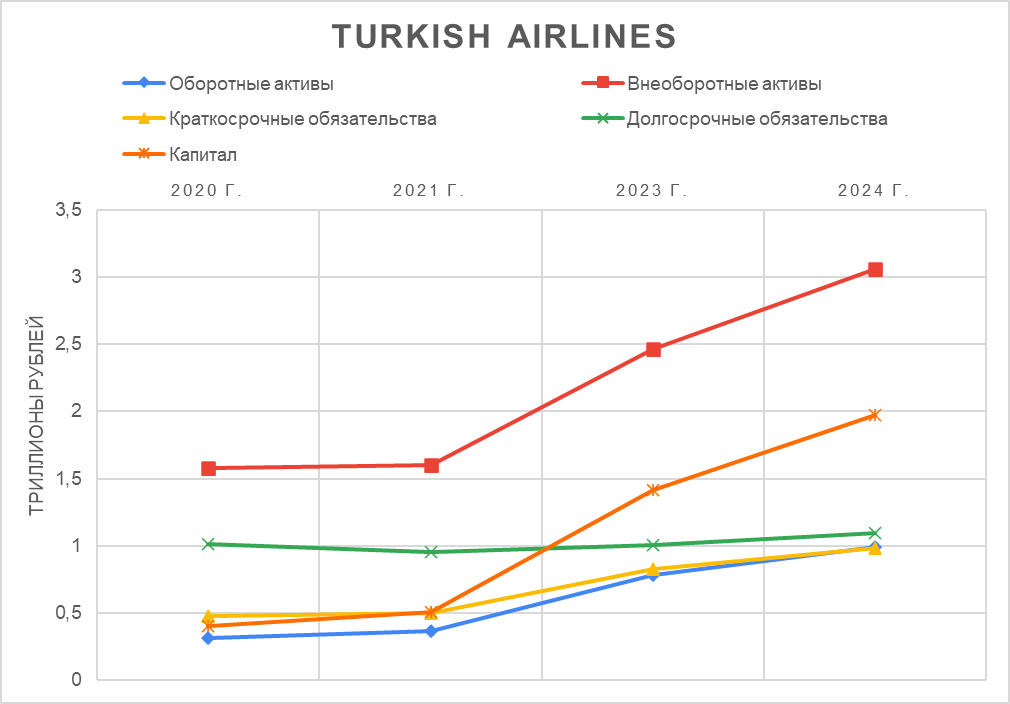 TURKISH AIRLINES
Оборотные активы
Внеоборотные активы
Краткосрочные обязательства
Долгосрочные обязательства
Капитал
2020 Г.
2021 Г.
2023 Г.
2024 Г.
3,5
3
2,5
2
1,5
1
0,5
0
ТРИЛЛИОНЫ РУБЛЕЙ